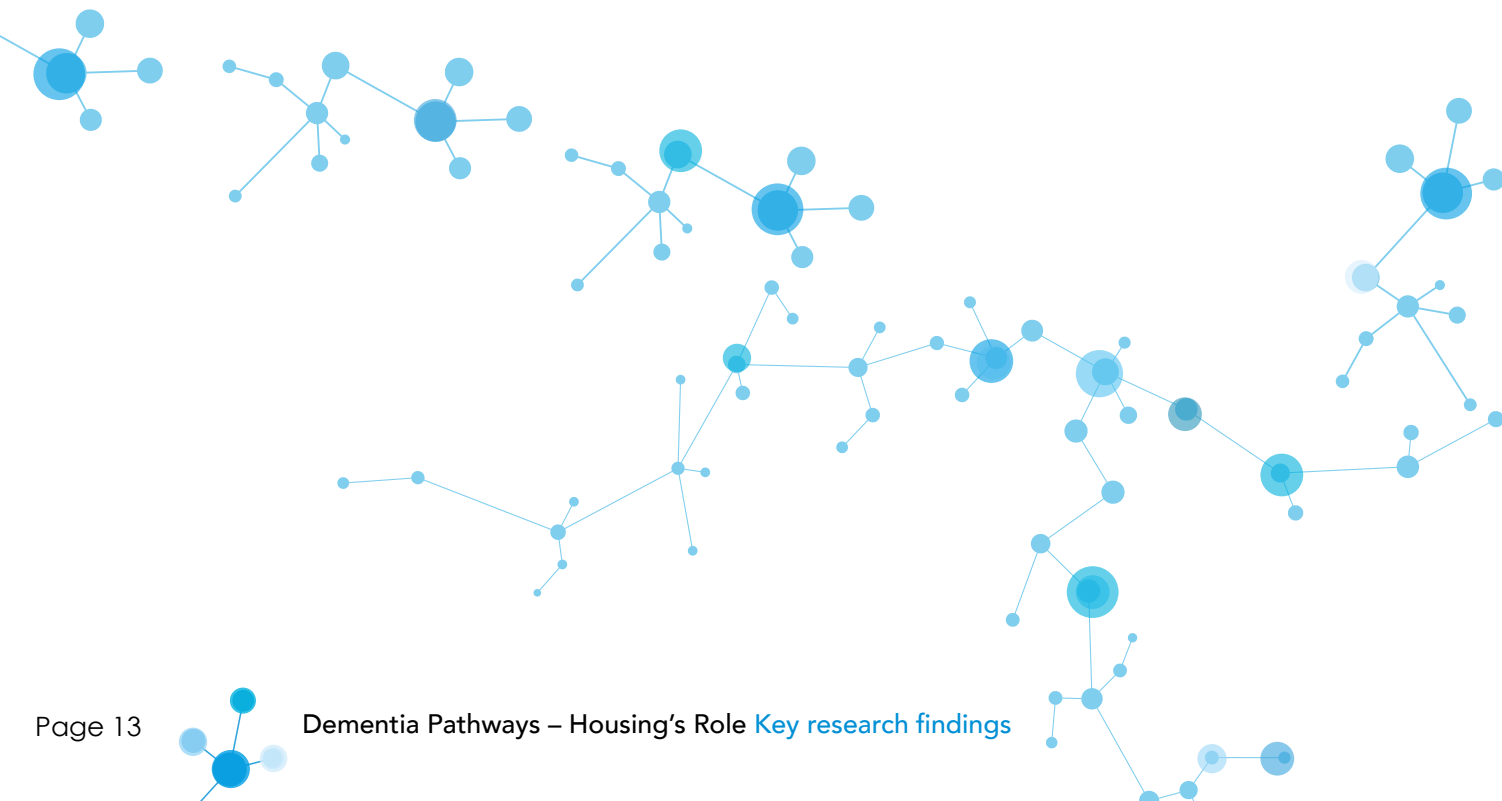 Page 13
Dementia Pathways – Housing’s Role Key research findings